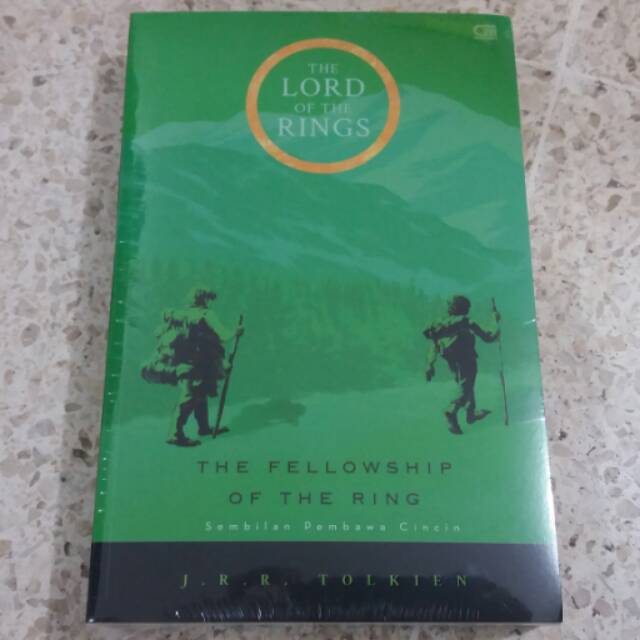 THE
LORD
OF THE
RINGS
THE FELLOWSHIP
OF THE RING
Sembilan Pembawa Cincin
J.R.R. TOLKIEN